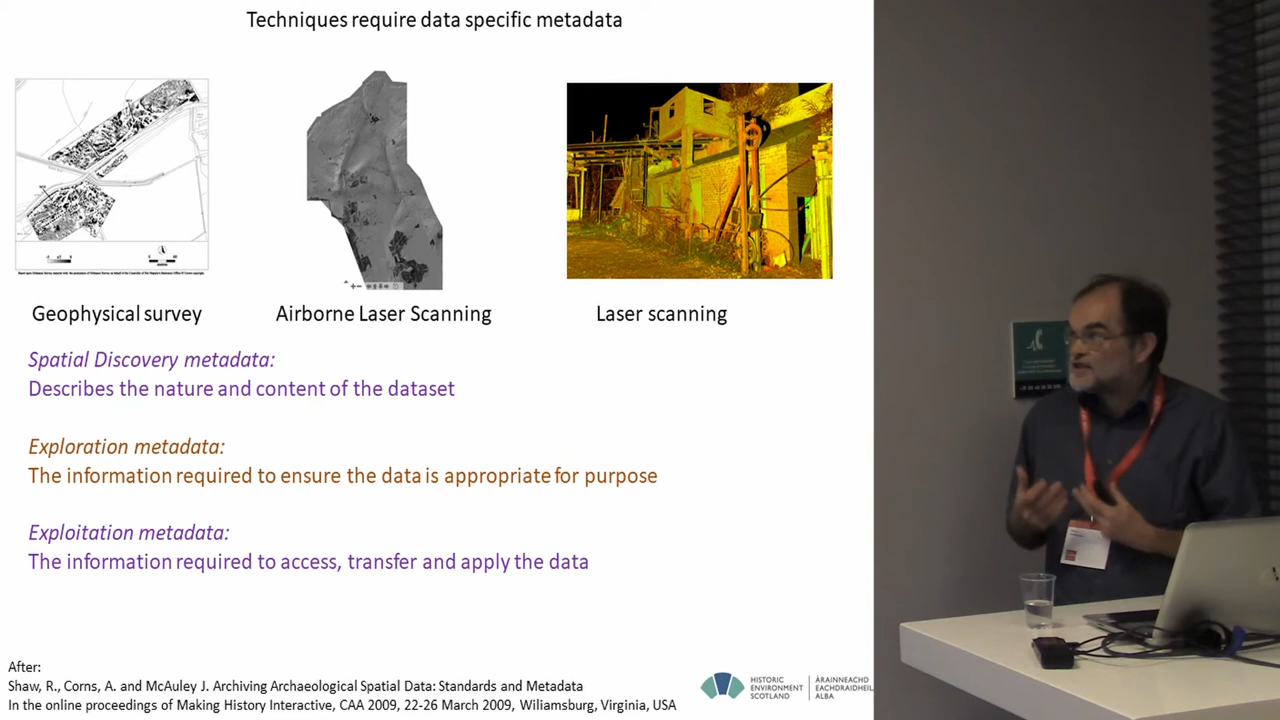 Techniques require data specific metadata
Geophysical survey
Airborne Laser Scanning
Laser scanning
Spatial Discovery metadata:
Describes the nature and content of the dataset
Exploration metadata:
The information required to ensure the data is appropriate for purpose
Exploitation metadata:
The information required to access, transfer and apply the data
After:
Shaw, R., Corns, A. and McAuley J. Archiving Archaeological Spatial Data: Standards and Metadata
In the online proceedings of Making History Interactive, CAA 2009, 22-26 March 2009, Wiliamsburg, Virginia, USA
HISTORIC
ENVIRONMENT
SCOTLAND
ÀRAINNEACHD
EACHDRAIDHEIL
ALBA